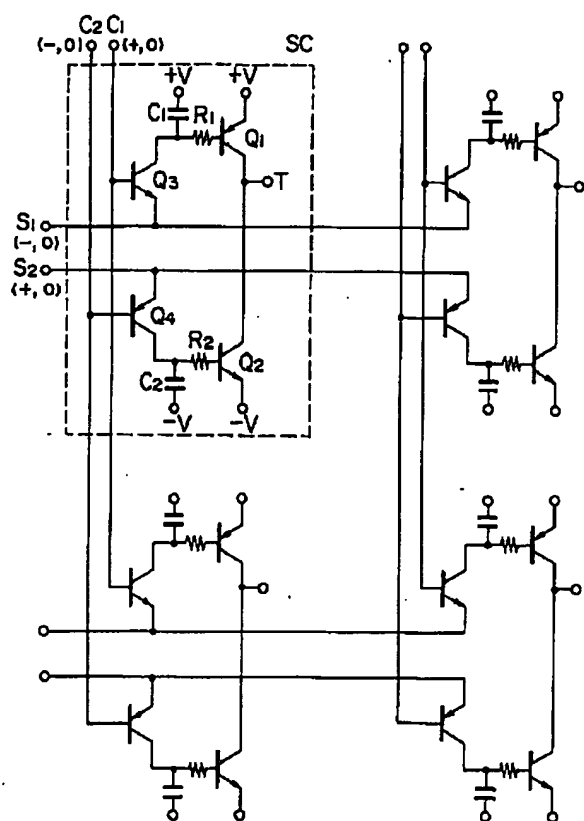 C2 C1
(-,0) (+,0)
SC
+V +V
C1 R1 Q1
Q3 T
S1
(-,0)
S2
(+,0)
Q4
R2 Q2
C2
-V -V